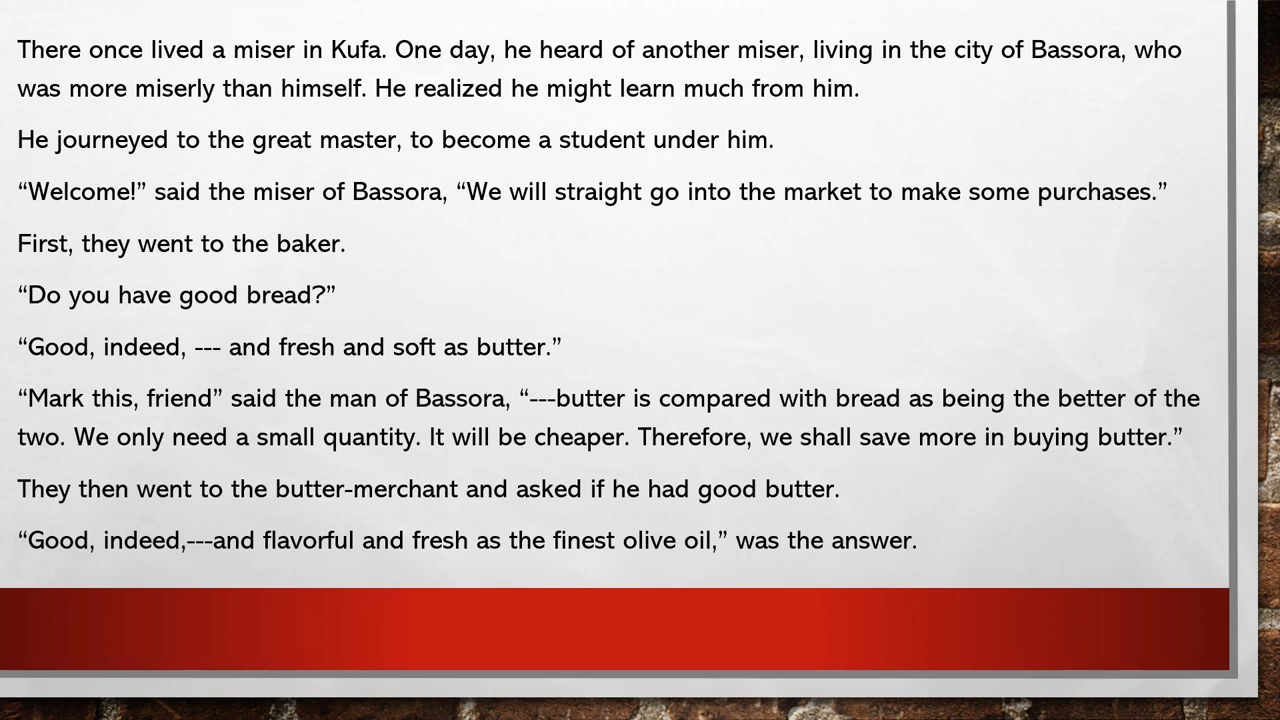 There once lived a miser in Kufa. One day, he heard of another miser, living in the city of Bassora, who
was more miserly than himself. He realized he might learn much from him.
He journeyed to the great master, to become a student under him.
“Welcome!” said the miser of Bassora, “We will straight go into the market to make some purchases.”
First, they went to the baker.
“Do you have good bread?”
“Good, indeed, --- and fresh and soft as butter.”
“Mark this, friend” said the man of Bassora, “---butter is compared with bread as being the better of the
two. We only need a small quantity. It will be cheaper. Therefore, we shall save more in buying butter.”
They then went to the butter-merchant and asked if he had good butter.
“Good, indeed,---and flavorful and fresh as the finest olive oil,” was the answer.